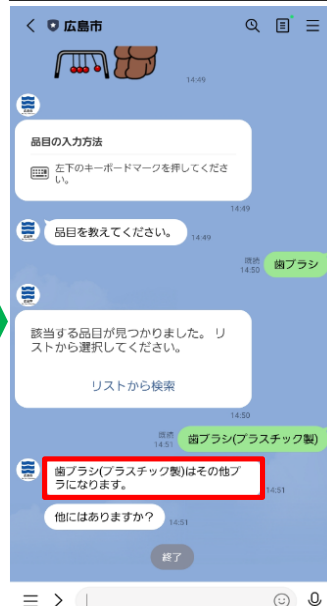 広島市
14:49
品目の入力方法
左下のキーボードマークを押してくださ
い。
14:49
品目を教えてください。
14:49
既読
14:50
歯ブラシ
該当する品目が見つかりました。 リ
ストから選択してください。
リストから検索
14:50
既読
14:51
歯ブラシ(プラスチック製)
歯ブラシ(プラスチック製)はその他プ
ラになります。
14:51
他にはありますか？
14:51
終了